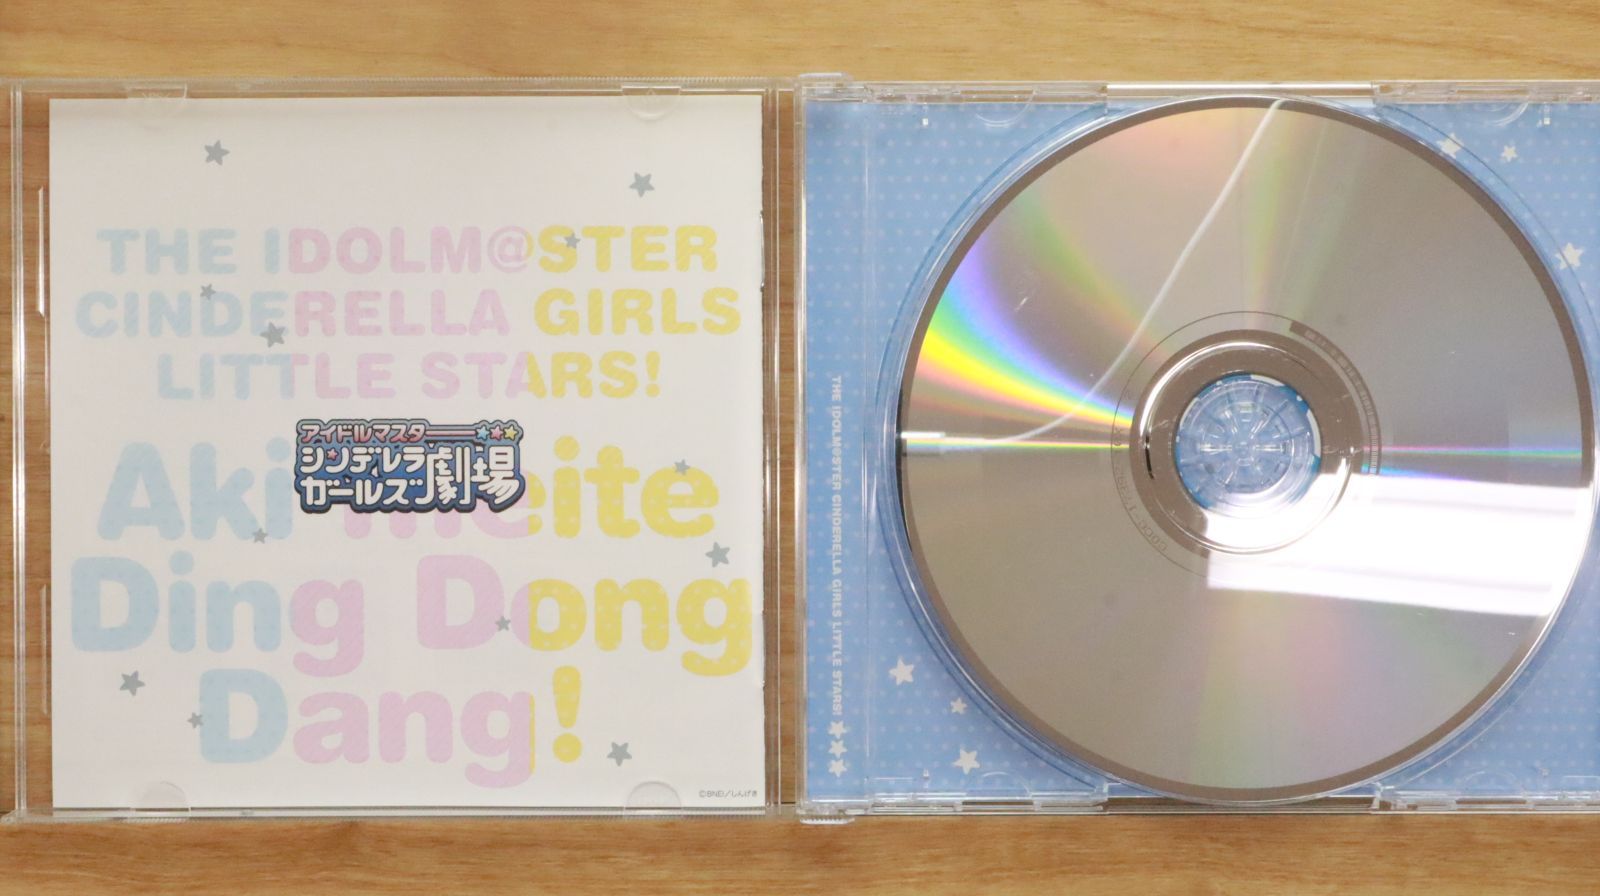 THE IDOLM@STER
CINDERELLA GIRLS
LITTLE STARS!
アイドルマスター
シンデレラ
ガールズ劇場
Aki meite
Ding Dong
Dang!
©BNEI/しんげき
THE IDOLM@STER CINDERELLA GIRLS LITTLE STARS!